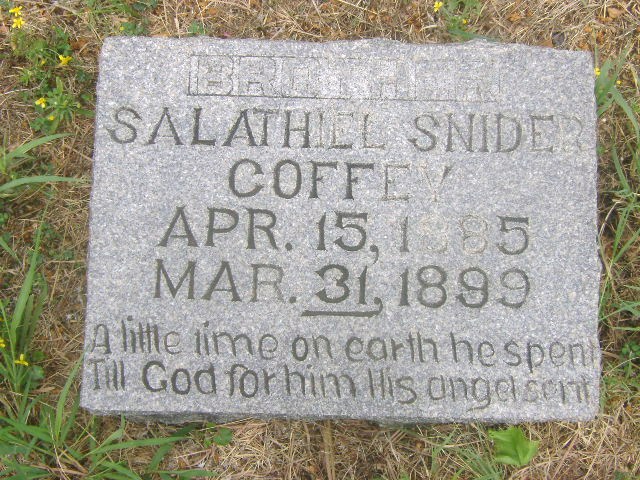 BROTHER
SALATHIEL SNIDER
COFFEY
APR. 15, 1885
MAR. 31, 1899
A little time on earth he spent
Till God for him His angel sent